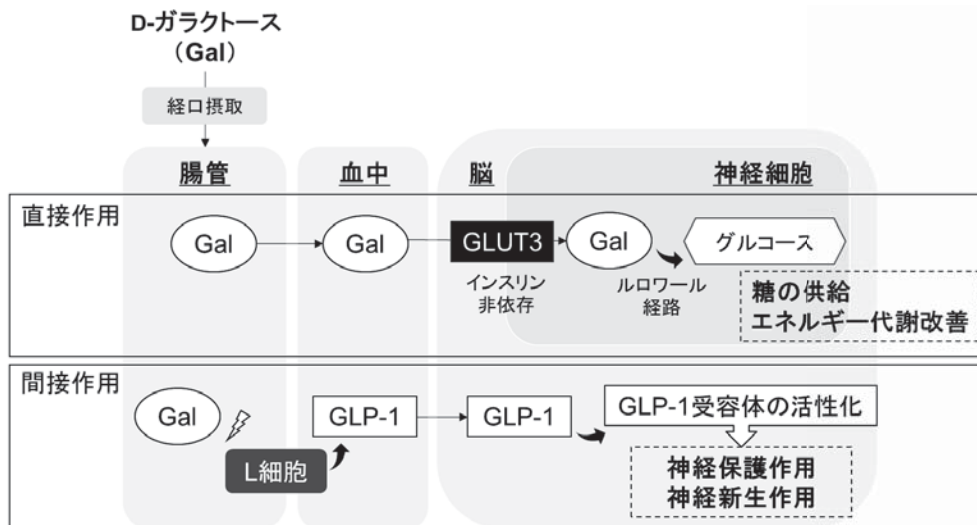 D-ガラクトース
（Gal）
経口摂取
腸管
血中
脳
神経細胞
直接作用
Gal
Gal
GLUT3
Gal
グルコース
インスリン
非依存
ルロワール
経路
糖の供給
エネルギー代謝改善
間接作用
Gal
L細胞
GLP-1
GLP-1
GLP-1受容体の活性化
神経保護作用
神経新生作用